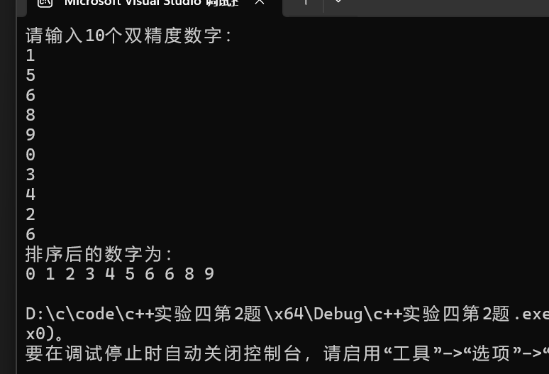 Microsoft Visual Studio 调试控
请输入10个双精度数字：
1
5
6
8
9
0
3
4
2
6
排序后的数字为：
0 1 2 3 4 5 6 6 8 9
D:\c\code\c++实验四第2题\x64\Debug\c++实验四第2题.exe
x0)。
要在调试停止时自动关闭控制台，请启用“工具”->“选项”->“